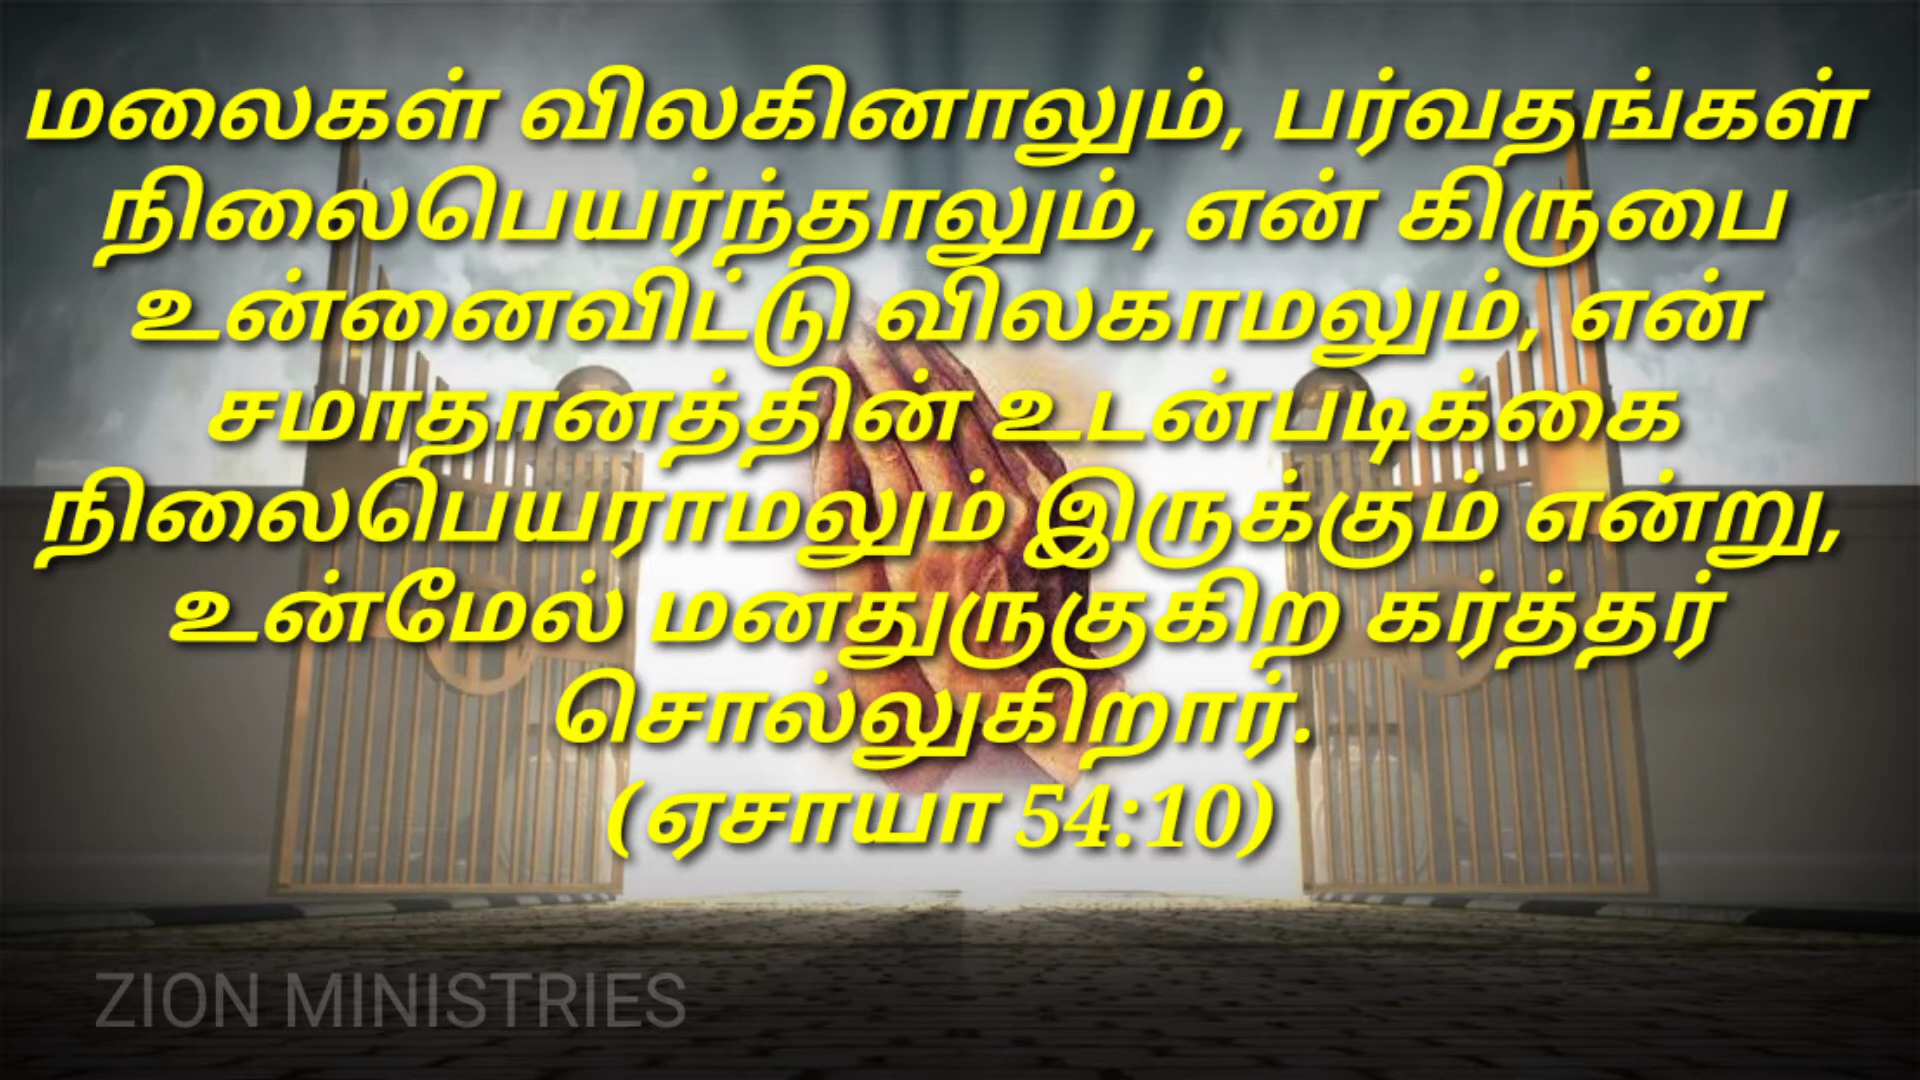 மலைகள் விலகினாலும், பர்வதங்கள்
நிலைபெயர்ந்தாலும், என் கிருபை
உன்னைவிட்டு விலகாமலும், என்
சமாதானத்தின் உடன்படிக்கை
நிலைபெயராமலும் இருக்கும் என்று,
உன்மேல் மனதுருகுகிற கர்த்தர்
சொல்லுகிறார்.
(ஏசாயா 54:10)
ZION MINISTRIES